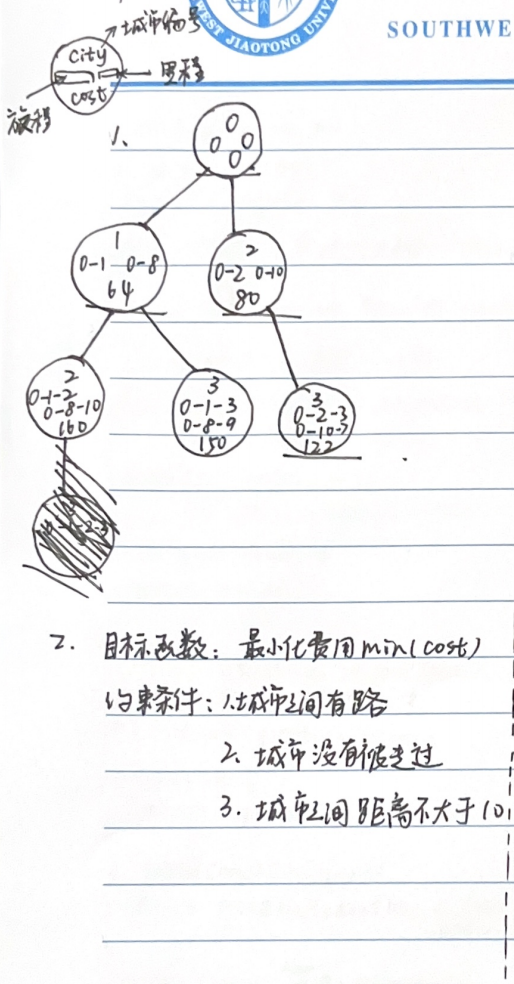 WEST JIAOTONG UNIV
SOUTHWE
城市编号
City
里程
cost
旅程
1、
0
0 0
0
1
0-1 0-8
64
2
0-2 0-10
80
2
0-1-2
0-8-10
160
3
0-1-3
0-8-9
150
3
0-2-3
0-10-7
122
2. 目标函数：最小化费用min(cost)
约束条件：1.城市之间有路
2. 城市没有被走过
3. 城市之间距离不大于10